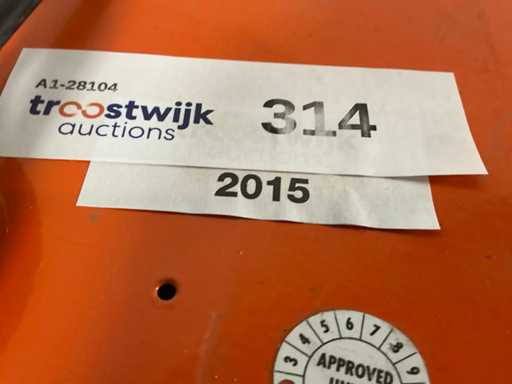 A1-28104
troostwijk 314
auctions
2015
3 4 5 6 7 8 9
APPROVED